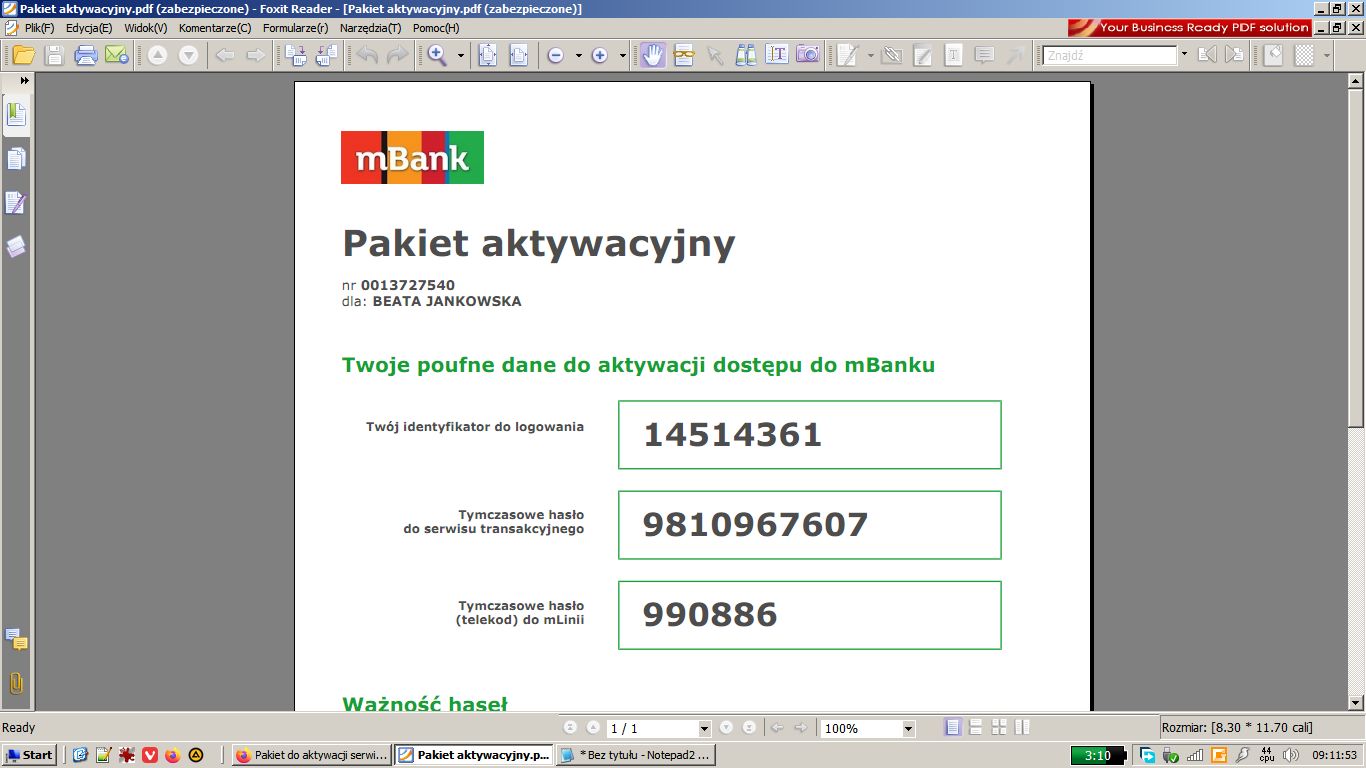 Pakiet aktywacyjny.pdf (zabezpieczone) - Foxit Reader - [Pakiet aktywacyjny.pdf (zabezpieczone)]
Plik(F) Edycja(E) Widok(V) Komentarze(C) Formularze(r) Narzędzia(T) Pomoc(H)
Your Business Ready PDF solution
Znajdź
mBank
Pakiet aktywacyjny
nr 0013727540
dla: BEATA JANKOWSKA
Twoje poufne dane do aktywacji dostępu do mBanku
Twój identyfikator do logowania
14514361
Tymczasowe hasło
do serwisu transakcyjnego
9810967607
Tymczasowe hasło
(telekod) do mLinii
990886
Ważność haseł
Ready
1 / 1
100%
Rozmiar: [8.30 * 11.70 cali]
Start
Pakiet do aktywacji serwi...
Pakiet aktywacyjny.p...
* Bez tytułu - Notepad2 ...
3:10
44
cpu
09:11:53